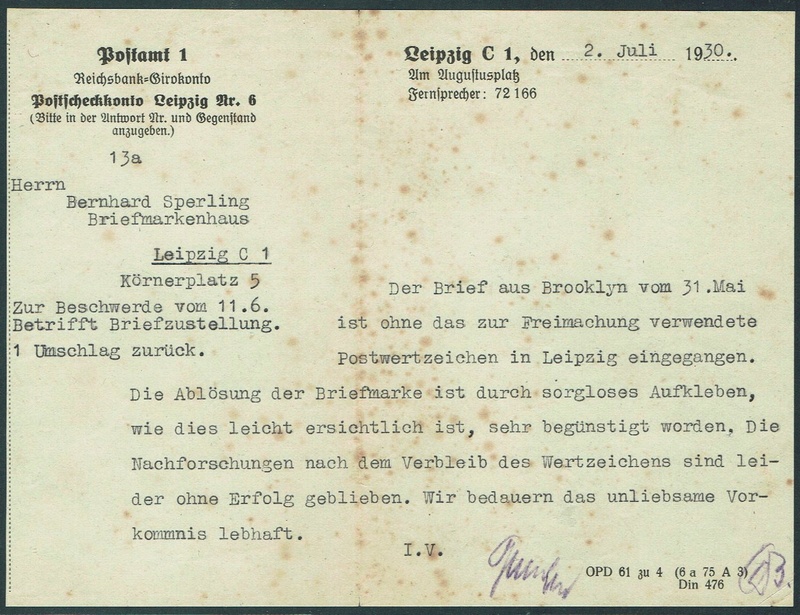 Postamt 1
Reichsbank-Girokonto
Postscheckkonto Leipzig Nr. 6
(Bitte in der Antwort Nr. und Gegenstand
anzugeben.)
13a
Leipzig C 1, den 2. Juli 1930.
Am Augustusplatz
Fernsprecher: 72 166
Herrn
Bernhard Sperling
Briefmarkenhaus
Leipzig C 1
Körnerplatz 5
Zur Beschwerde vom 11.6.
Betrifft Briefzustellung.
1 Umschlag zurück.
Der Brief aus Brooklyn vom 31.Mai
ist ohne das zur Freimachung verwendete
Postwertzeichen in Leipzig eingegangen.
Die Ablösung der Briefmarke ist durch sorgloses Aufkleben,
wie dies leicht ersichtlich ist, sehr begünstigt worden. Die
Nachforschungen nach dem Verbleib des Wertzeichens sind lei-
der ohne Erfolg geblieben. Wir bedauern das unliebsame Vor-
kommnis lebhaft.
I.V.
OPD 61 zu 4 (6 a 75 A 3)
Din 476